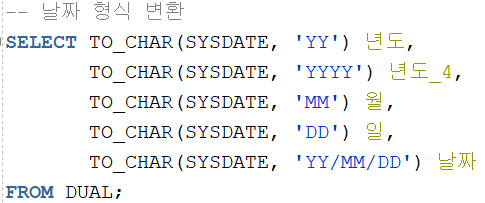 -- 날짜 형식 변환
SELECT TO_CHAR(SYSDATE, 'YY') 년도,
TO_CHAR(SYSDATE, 'YYYY') 년도_4,
TO_CHAR(SYSDATE, 'MM') 월,
TO_CHAR(SYSDATE, 'DD') 일,
TO_CHAR(SYSDATE, 'YY/MM/DD') 날짜
FROM DUAL;